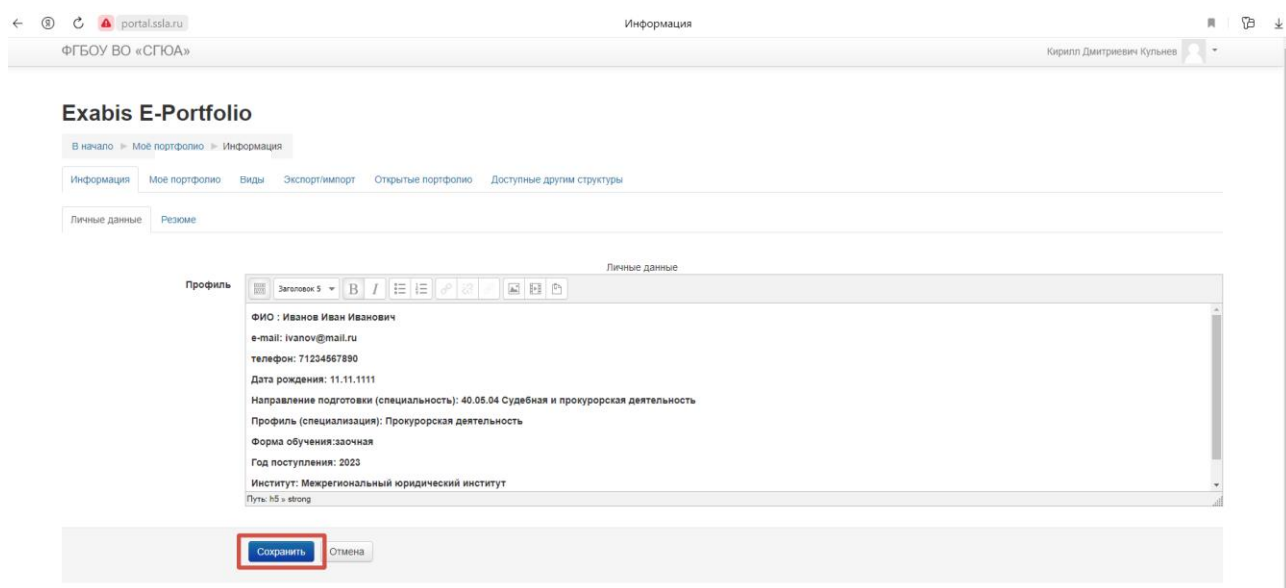 portal.ssla.ru Информация
ФГБОУ ВО «СГЮА» Кирилл Дмитриевич Кульнев
Exabis E-Portfolio
В начало ► Моё портфолио ► Информация
Информация Моё портфолио Виды Экспорт/импорт Открытые портфолио Доступные другим структуры
Личные данные Резюме
Личные данные
Профиль Заголовок 5 B I
ФИО : Иванов Иван Иванович
e-mail: ivanov@mail.ru
телефон: 71234567890
Дата рождения: 11.11.1111
Направление подготовки (специальность): 40.05.04 Судебная и прокурорская деятельность
Профиль (специализация): Прокурорская деятельность
Форма обучения:заочная
Год поступления: 2023
Институт: Межрегиональный юридический институт
Путь: h5 » strong
Сохранить Отмена